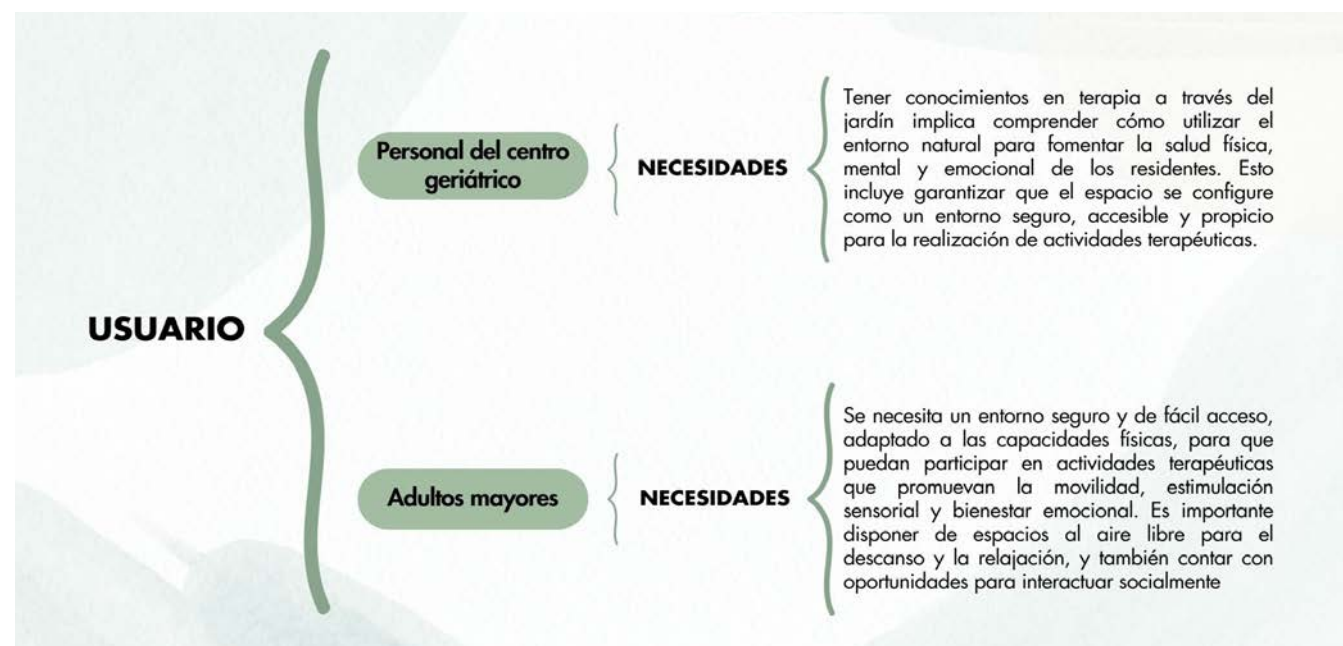 USUARIO
Personal del centro
geriátrico
NECESIDADES
Tener conocimientos en terapia a través del
jardín implica comprender cómo utilizar el
entorno natural para fomentar la salud física,
mental y emocional de los residentes. Esto
incluye garantizar que el espacio se configure
como un entorno seguro, accesible y propicio
para la realización de actividades terapéuticas.
Adultos mayores
NECESIDADES
Se necesita un entorno seguro y de fácil acceso,
adaptado a las capacidades físicas, para que
puedan participar en actividades terapéuticas
que promuevan la movilidad, estimulación
sensorial y bienestar emocional. Es importante
disponer de espacios al aire libre para el
descanso y la relajación, y también contar con
oportunidades para interactuar socialmente